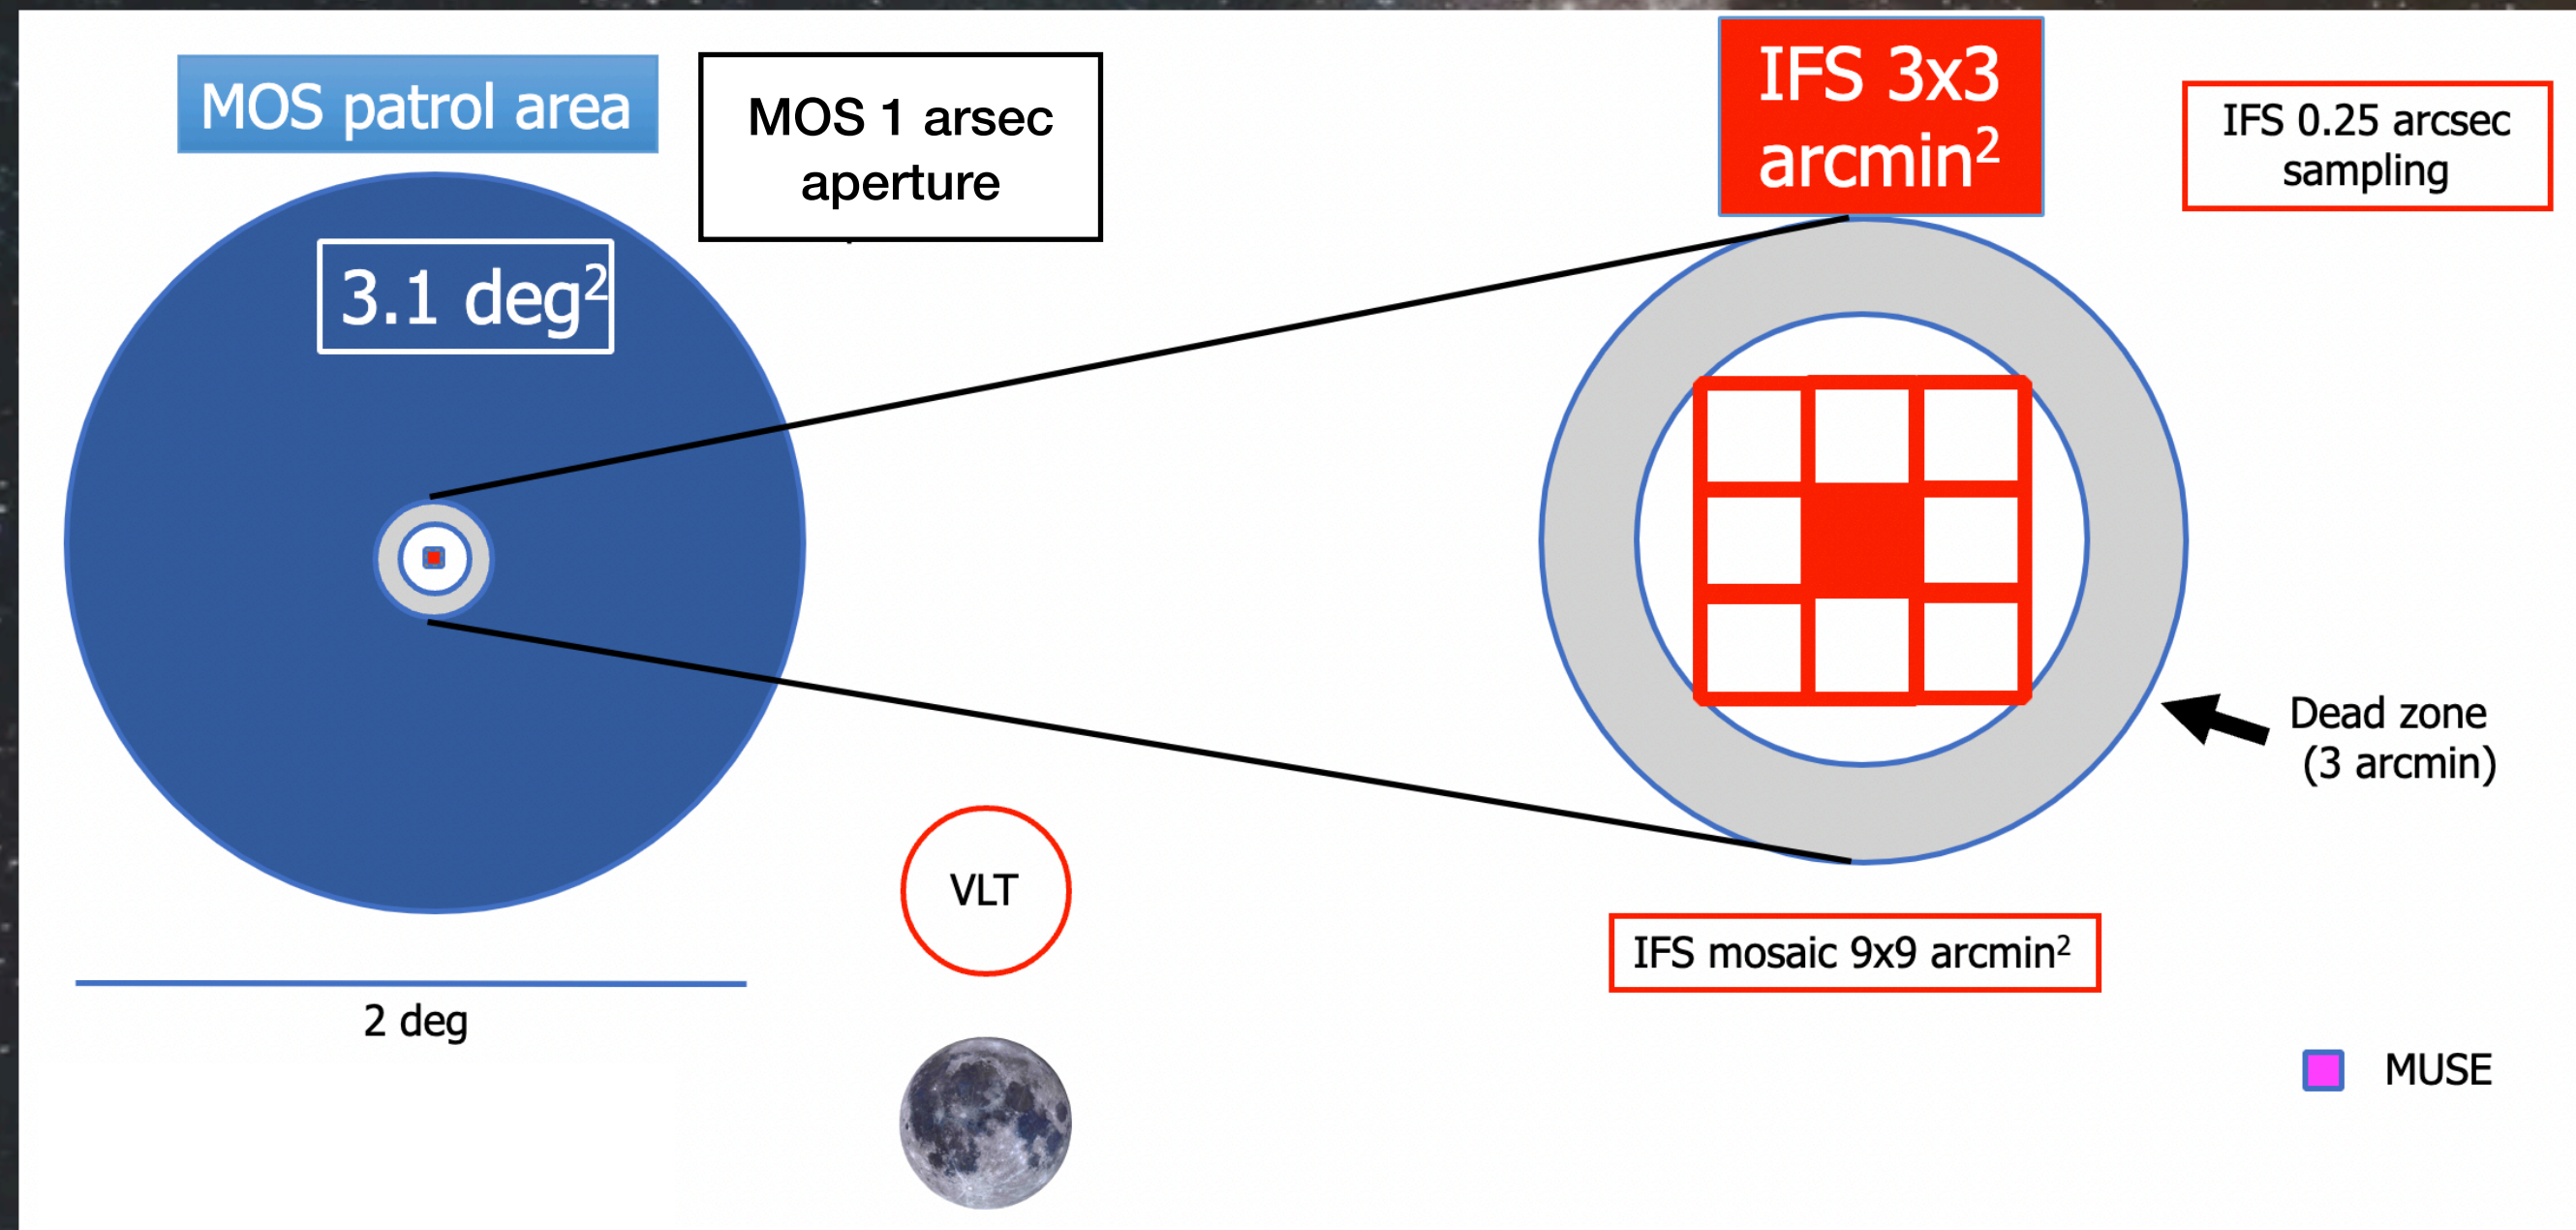 MOS patrol area
MOS 1 arsec
aperture
IFS 3x3
arcmin²
IFS 0.25 arcsec
sampling
3.1 deg²
Dead zone
(3 arcmin)
VLT
IFS mosaic 9x9 arcmin²
2 deg
MUSE